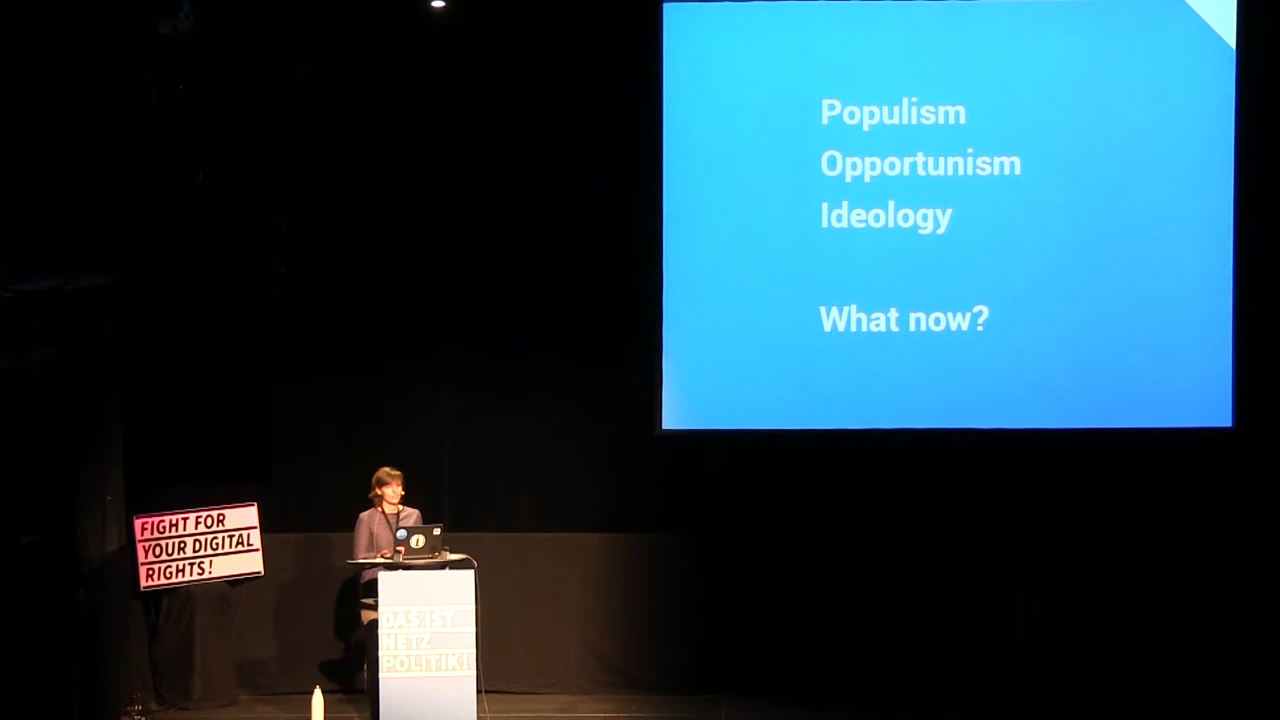 Populism
Opportunism
Ideology
What now?
FIGHT FOR
YOUR DIGITAL
RIGHTS!
DAS IST
NETZ
POLITIK!